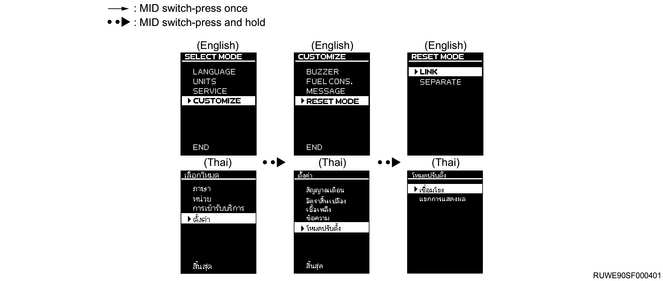 : MID switch-press once
: MID switch-press and hold
(English)
SELECT MODE
LANGUAGE
UNITS
SERVICE
CUSTOMIZE
END
(English)
CUSTOMIZE
BUZZER
FUEL CONS.
MESSAGE
RESET MODE
END
(English)
RESET MODE
LINK
SEPARATE
(Thai)
เลือกโหมด
ภาษา
หน่วย
การเข้ารับบริการ
ตั้งค่า
สิ้นสุด
(Thai)
ตั้งค่า
สัญญาณเตือน
อัตราสิ้นเปลือง
เชื้อเพลิง
ข้อความ
โหมดปรับตั้ง
สิ้นสุด
(Thai)
โหมดปรับตั้ง
เชื่อมโยง
แยกการแสดงผล
RUWE90SF000401